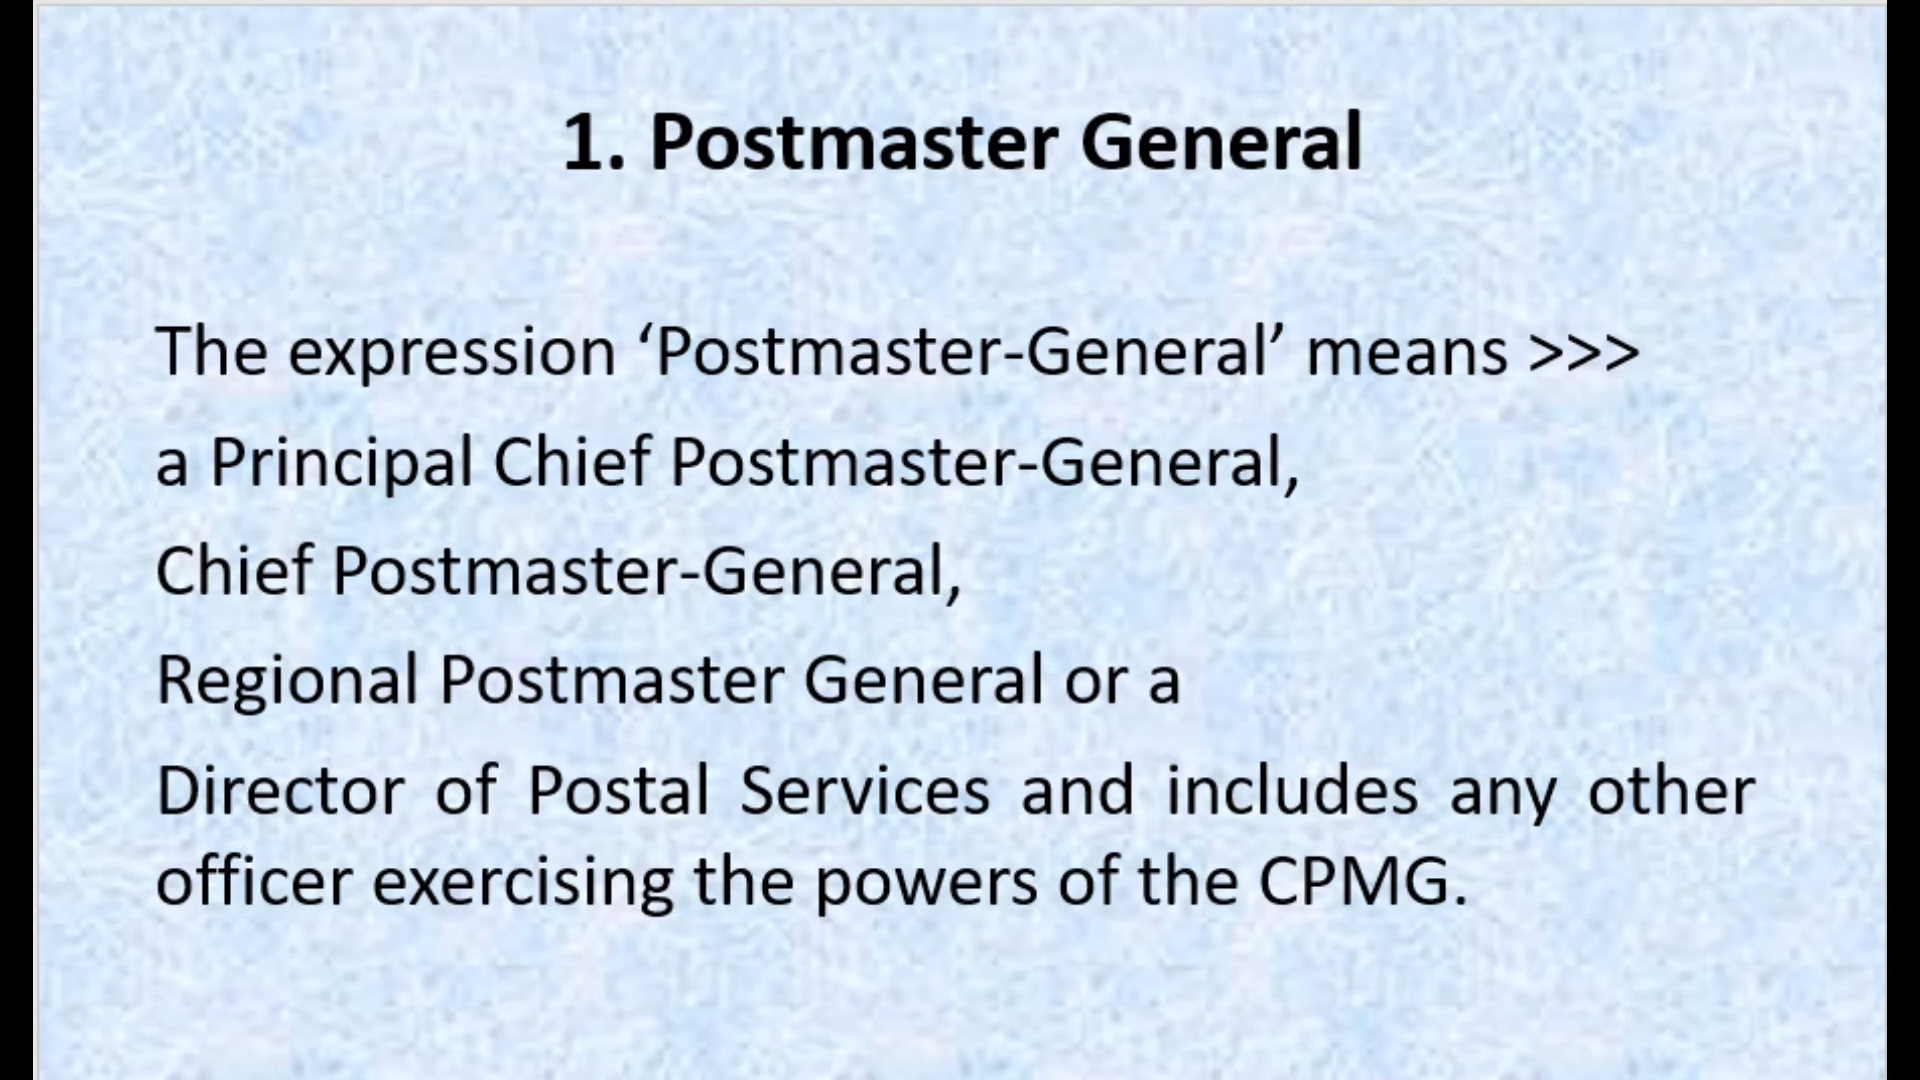 1. Postmaster General
The expression ‘Postmaster-General’ means >>>
a Principal Chief Postmaster-General,
Chief Postmaster-General,
Regional Postmaster General or a
Director of Postal Services and includes any other
officer exercising the powers of the CPMG.